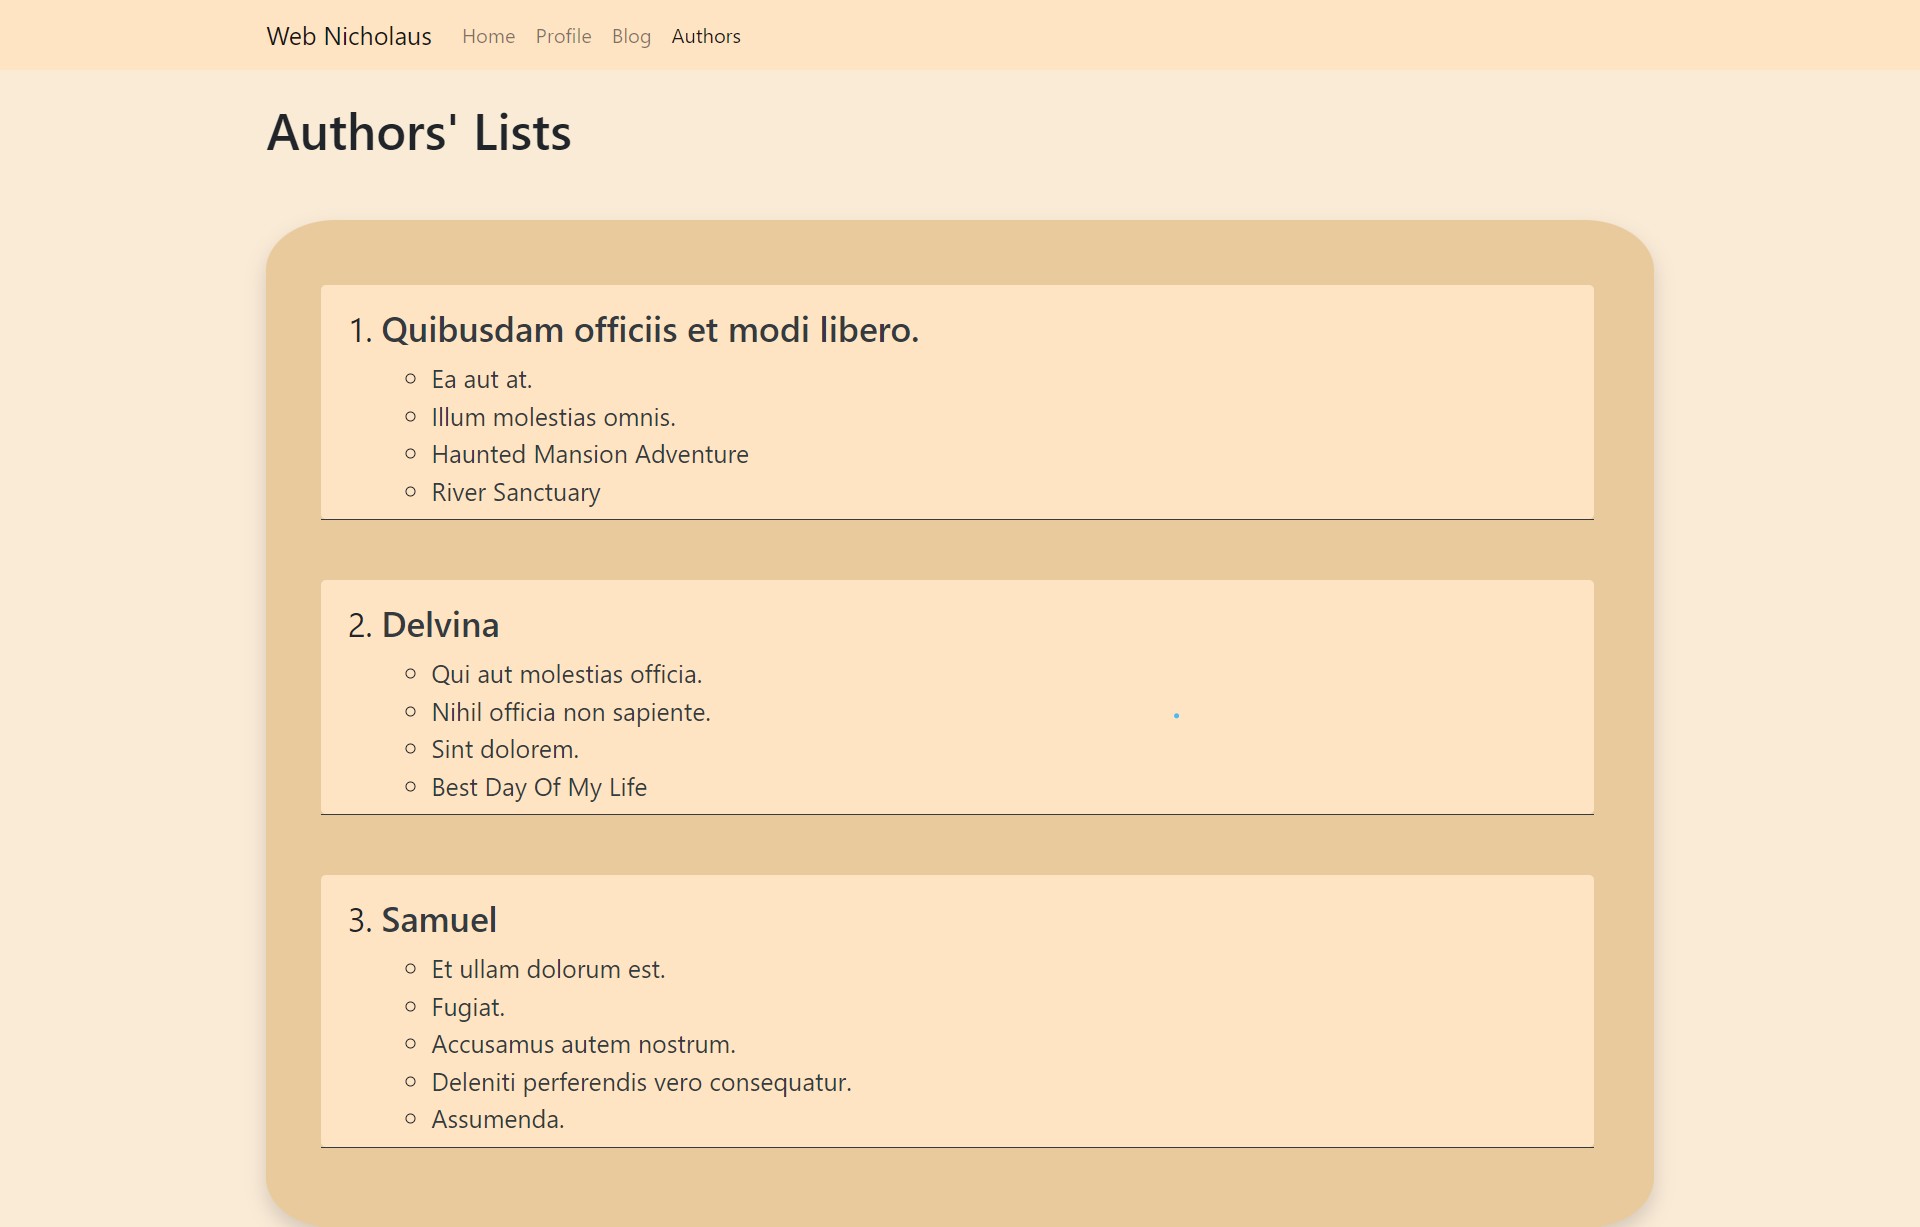 Web Nicholaus Home Profile Blog Authors
Authors' Lists
1. Quibusdam officiis et modi libero.
Ea aut at.
Illum molestias omnis.
Haunted Mansion Adventure
River Sanctuary
2. Delvina
Qui aut molestias officia.
Nihil officia non sapiente.
Sint dolorem.
Best Day Of My Life
3. Samuel
Et ullam dolorum est.
Fugiat.
Accusamus autem nostrum.
Deleniti perferendis vero consequatur.
Assumenda.